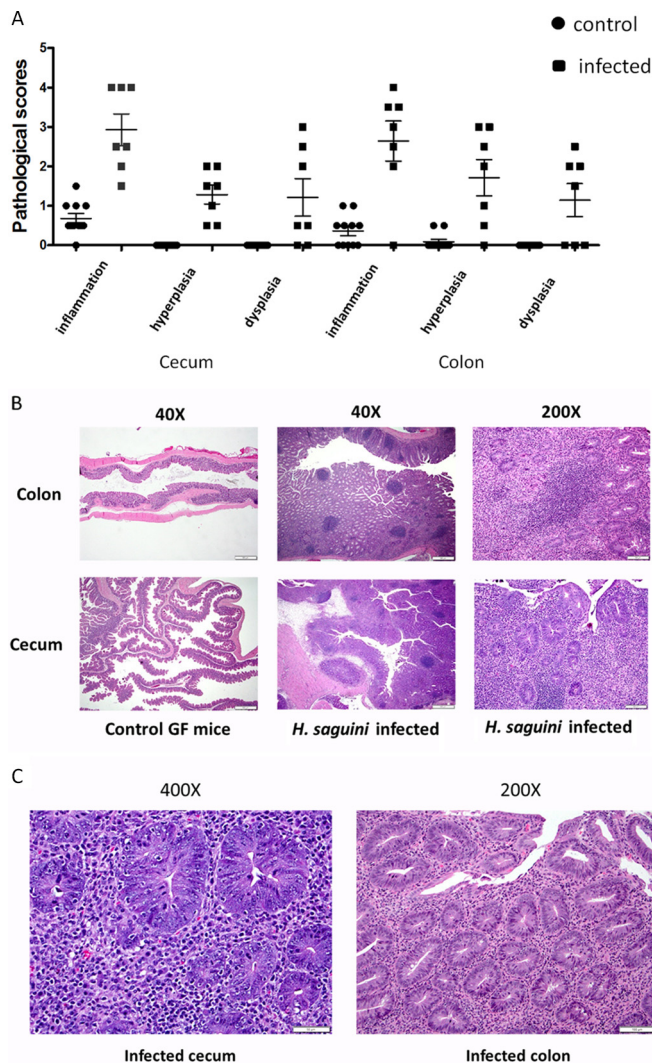 A
control
infected
Pathological scores
5
4
3
2
1
0
inflammation
hyperplasia
dysplasia
inflammation
hyperplasia
dysplasia
Cecum
Colon
B
40X
40X
200X
Colon
Cecum
Control GF mice
H. saguini infected
H. saguini infected
C
400X
200X
Infected cecum
Infected colon